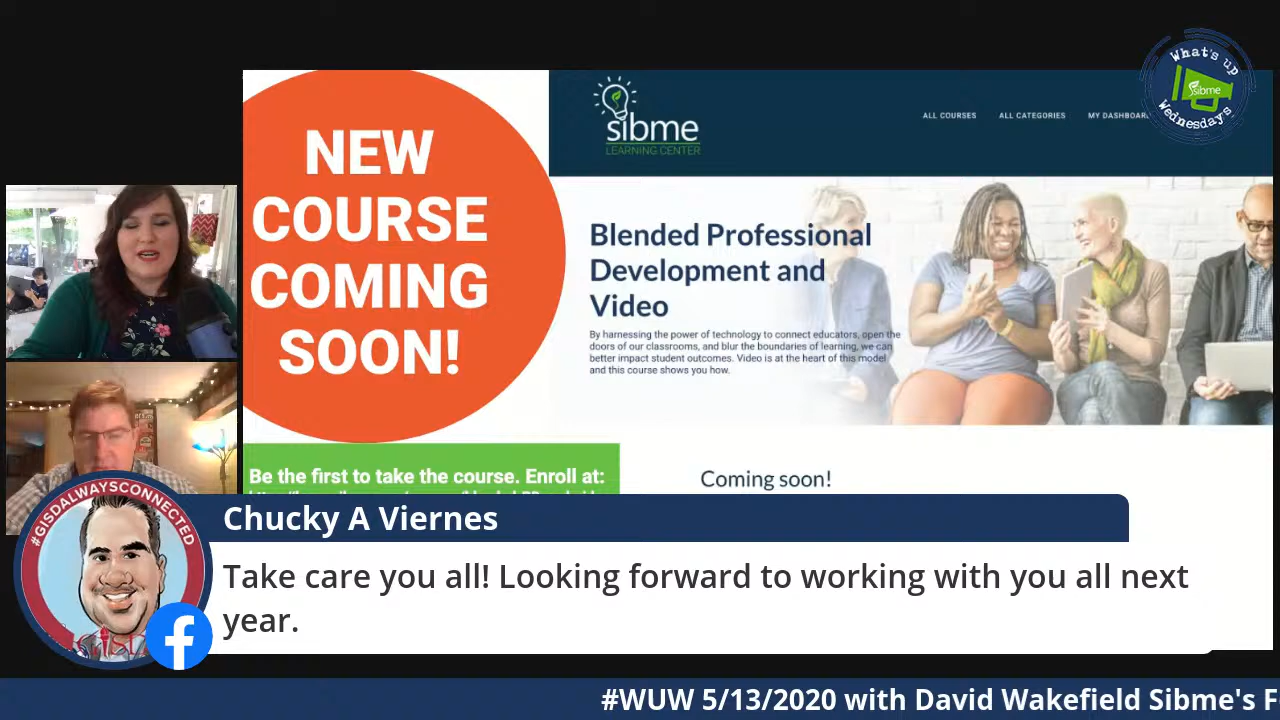 What's up
sibme
Wednesdays
NEW
COURSE
COMING
SOON!
sibme
LEARNING CENTER
ALL COURSES
ALL CATEGORIES
MY DASHBOARD
Blended Professional
Development and
Video
By harnessing the power of technology to connect educators, open the
doors of our classrooms, and blur the boundaries of learning, we can
better impact student outcomes. Video is at the heart of this model
and this course shows you how.
Be the first to take the course. Enroll at:
Coming soon!
#GISDALWAYSCONNECTED
Chucky A Viernes
Take care you all! Looking forward to working with you all next
year.
#WUW 5/13/2020 with David Wakefield Sibme's F